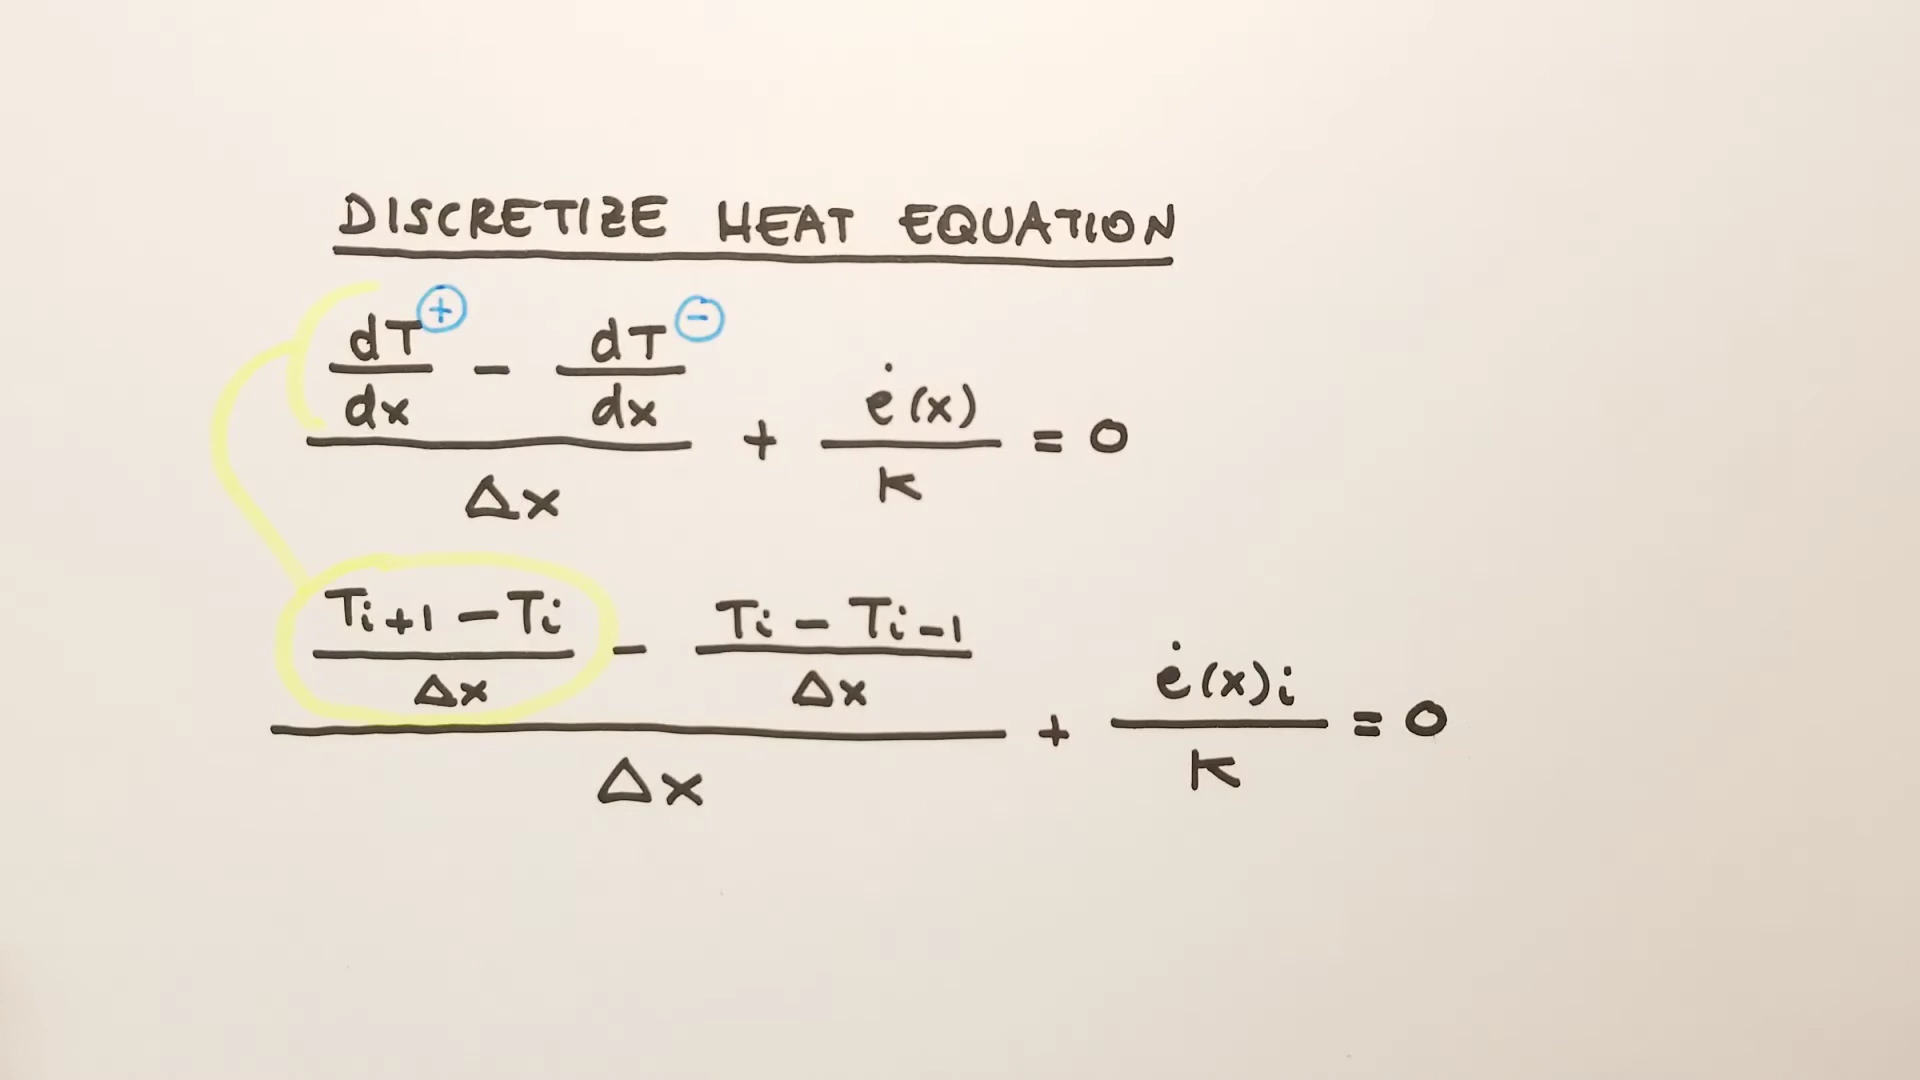 DISCRETIZE HEAT EQUATION
dT⊕ dT⊖
— - — ė(x)
dx dx + — = 0
Δx K
Ti+1 - Ti Ti - Ti-1
— - — ė(x)i
Δx Δx + — = 0
Δx K